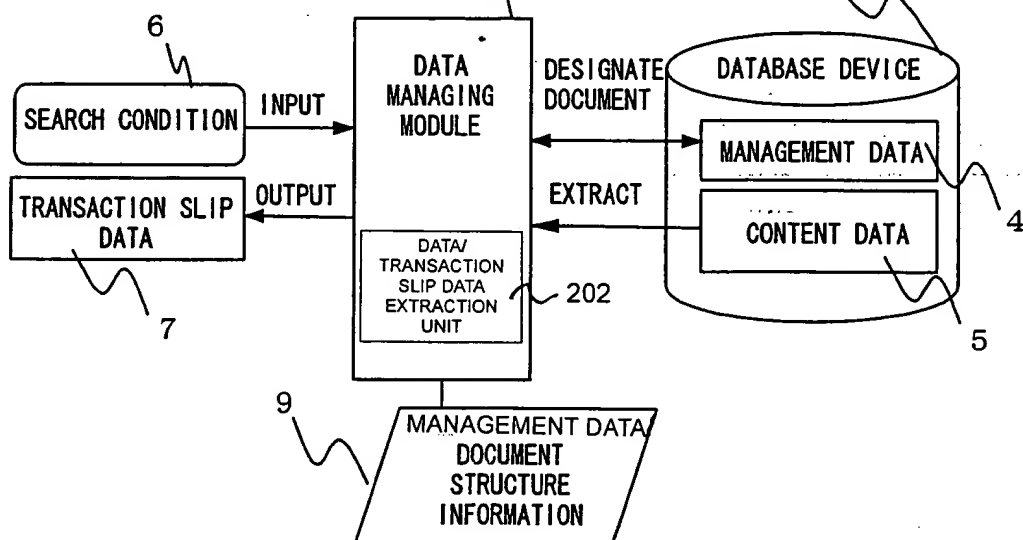 6
SEARCH CONDITION
INPUT
TRANSACTION SLIP
DATA
OUTPUT
7
DATA
MANAGING
MODULE
DATA/
TRANSACTION
SLIP DATA
EXTRACTION
UNIT
202
DESIGNATE
DOCUMENT
EXTRACT
DATABASE DEVICE
MANAGEMENT DATA
4
CONTENT DATA
5
9
MANAGEMENT DATA/
DOCUMENT
STRUCTURE
INFORMATION